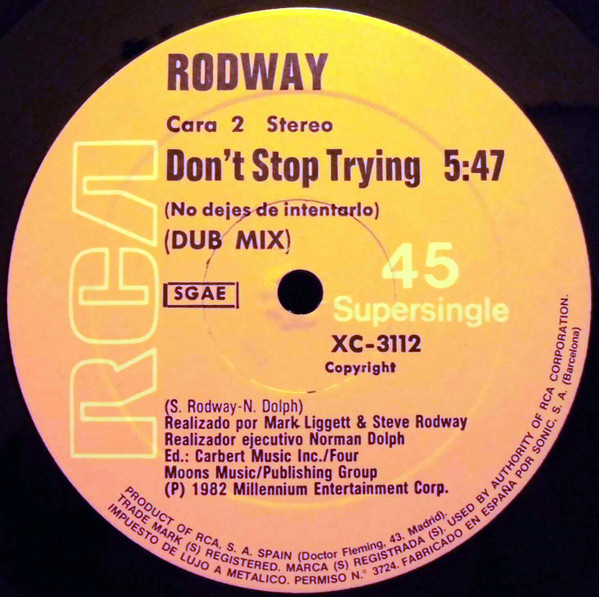 RODWAY
Cara 2 Stereo
Don't Stop Trying 5:47
(No dejes de intentarlo)
(DUB MIX)
RCA
SGAE
45
Supersingle
XC-3112
Copyright
(S. Rodway-N. Dolph)
Realizado por Mark Liggett & Steve Rodway
Realizador ejecutivo Norman Dolph
Ed.: Carbert Music Inc./Four
Moons Music/Publishing Group
(P) 1982 Millennium Entertainment Corp.
PRODUCT OF RCA, S. A. SPAIN (Doctor Fleming, 43. Madrid).
TRADE MARK (S) REGISTERED. MARCA (S) REGISTRADA (S). USED BY AUTHORITY OF RCA CORPORATION.
IMPUESTO DE LUJO A METALICO. PERMISO N.° 3724. FABRICADO EN ESPAÑA POR SONIC, S. A. (Barcelona)